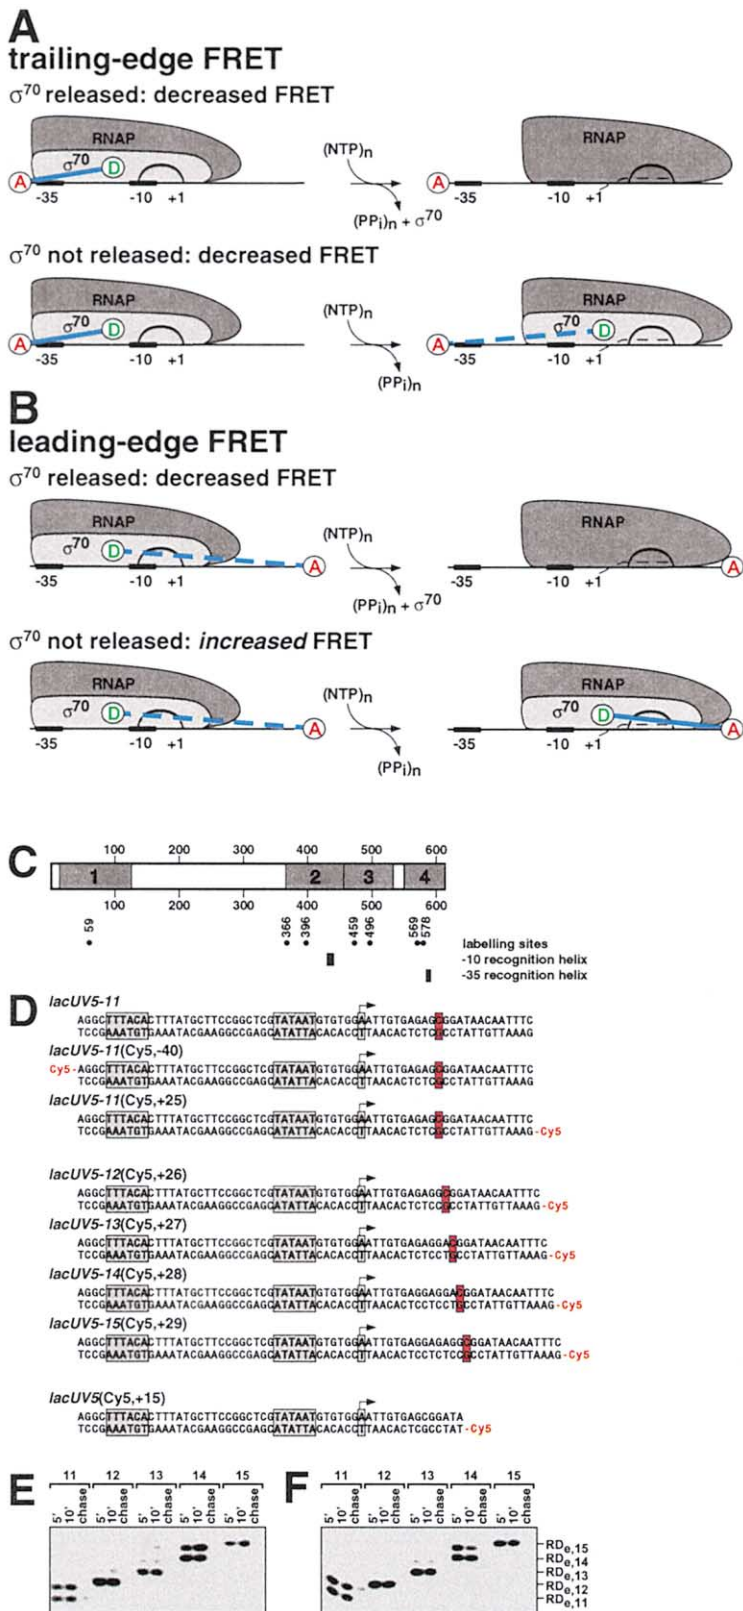 A
trailing-edge FRET
σ⁷⁰ released: decreased FRET
RNAP
σ⁷⁰
D
A
-35
-10
+1
(NTP)n
(PPi)n + σ⁷⁰
RNAP
A
-35
-10
+1
σ⁷⁰ not released: decreased FRET
RNAP
σ⁷⁰
D
A
-35
-10
+1
(NTP)n
(PPi)n
RNAP
σ⁷⁰
D
A
-35
-10
+1
B
leading-edge FRET
σ⁷⁰ released: decreased FRET
RNAP
σ⁷⁰
D
A
-35
-10
+1
(NTP)n
(PPi)n + σ⁷⁰
RNAP
A
-35
-10
+1
σ⁷⁰ not released: increased FRET
RNAP
σ⁷⁰
D
A
-35
-10
+1
(NTP)n
(PPi)n
RNAP
σ⁷⁰
D
A
-35
-10
+1
C
100 200 300 400 500 600
1 2 3 4
100 200 300 400 500 600
59 366 396 459 496 569 578
labelling sites
-10 recognition helix
-35 recognition helix
D
lacUV5-11
AGGCTTTACACTTTATGCTTCCGGCTCGTATAATGTGTGGAATTGTGAGAGCGGATAACAATTTC
TCCGAAATGTGAAATACGAAGGCCGAGCATATTACACACCTTAACACTCTCGCCTATTGTTAAAG
lacUV5-11(Cy5,-40)
Cy5-AGGCTTTACACTTTATGCTTCCGGCTCGTATAATGTGTGGAATTGTGAGAGCGGATAACAATTTC
TCCGAAATGTGAAATACGAAGGCCGAGCATATTACACACCTTAACACTCTCGCCTATTGTTAAAG
lacUV5-11(Cy5,+25)
AGGCTTTACACTTTATGCTTCCGGCTCGTATAATGTGTGGAATTGTGAGAGCGGATAACAATTTC
TCCGAAATGTGAAATACGAAGGCCGAGCATATTACACACCTTAACACTCTCGCCTATTGTTAAAG-Cy5
lacUV5-12(Cy5,+26)
AGGCTTTACACTTTATGCTTCCGGCTCGTATAATGTGTGGAATTGTGAGAGGCGGATAACAATTTC
TCCGAAATGTGAAATACGAAGGCCGAGCATATTACACACCTTAACACTCTCCGCCTATTGTTAAAG-Cy5
lacUV5-13(Cy5,+27)
AGGCTTTACACTTTATGCTTCCGGCTCGTATAATGTGTGGAATTGTGAGAGGACGGATAACAATTTC
TCCGAAATGTGAAATACGAAGGCCGAGCATATTACACACCTTAACACTCTCCTGCCTATTGTTAAAG-Cy5
lacUV5-14(Cy5,+28)
AGGCTTTACACTTTATGCTTCCGGCTCGTATAATGTGTGGAATTGTGAGGAGGACGGATAACAATTTC
TCCGAAATGTGAAATACGAAGGCCGAGCATATTACACACCTTAACACTCCTCCTGCCTATTGTTAAAG-Cy5
lacUV5-15(Cy5,+29)
AGGCTTTACACTTTATGCTTCCGGCTCGTATAATGTGTGGAATTGTGAGGAGAGGCGGATAACAATTTC
TCCGAAATGTGAAATACGAAGGCCGAGCATATTACACACCTTAACACTCCTCTCCGCCTATTGTTAAAG-Cy5
lacUV5(Cy5,+15)
AGGCTTTACACTTTATGCTTCCGGCTCGTATAATGTGTGGAATTGTGAGCGGATA
TCCGAAATGTGAAATACGAAGGCCGAGCATATTACACACCTTAACACTCGCCTAT-Cy5
E
11 12 13 14 15
5' 10' chase 5' 10' chase 5' 10' chase 5' 10' chase 5' 10' chase
F
11 12 13 14 15
5' 10' chase 5' 10' chase 5' 10' chase 5' 10' chase 5' 10' chase
RDe,15
RDe,14
RDe,13
RDe,12
RDe,11